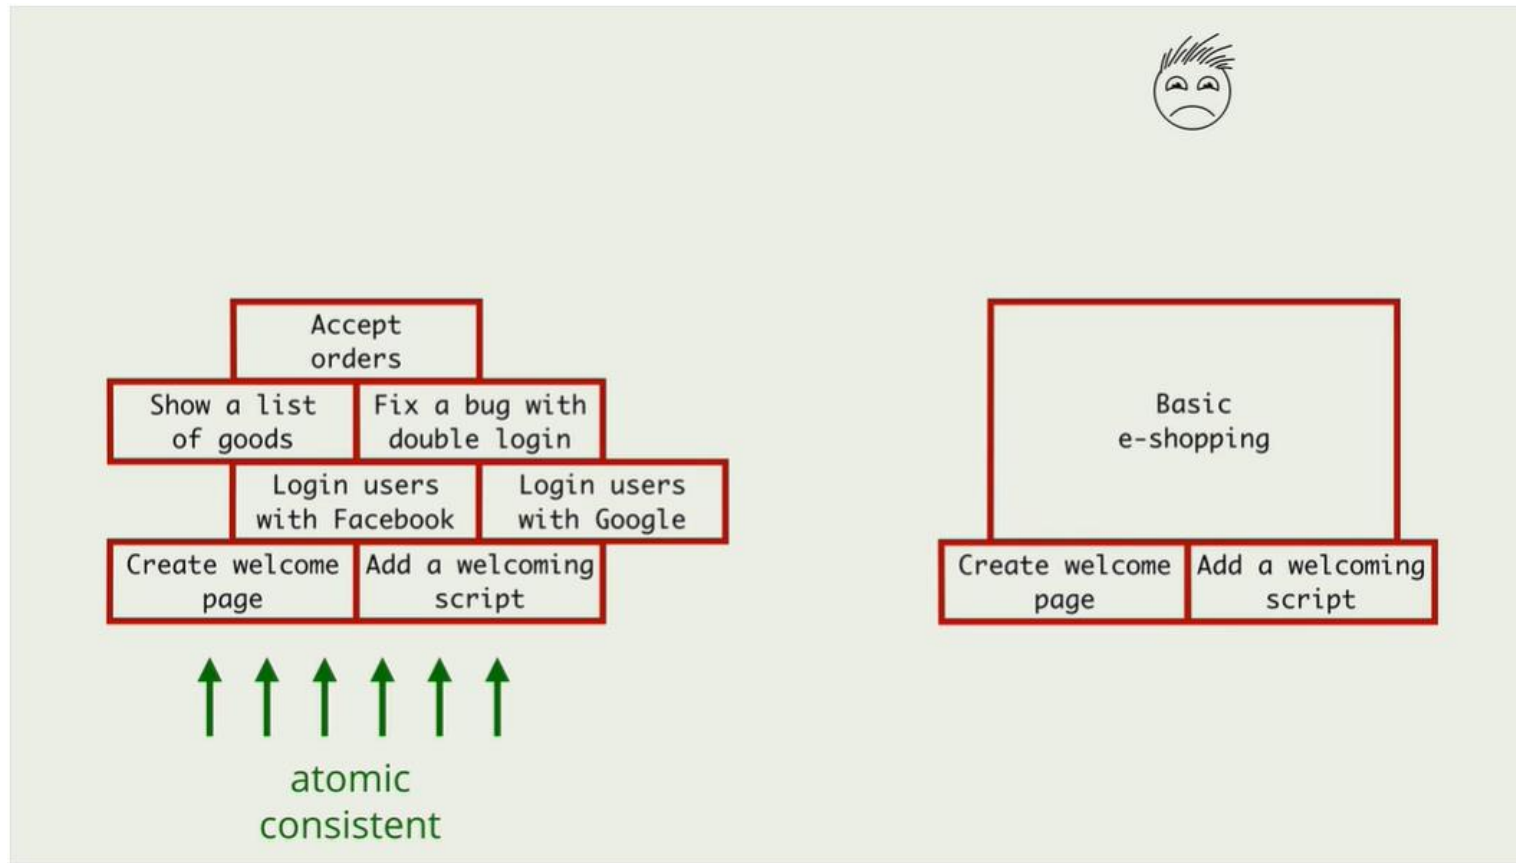 Accept
orders
Show a list
of goods
Fix a bug with
double login
Login users
with Facebook
Login users
with Google
Create welcome
page
Add a welcoming
script
atomic
consistent
Basic
e-shopping
Create welcome
page
Add a welcoming
script